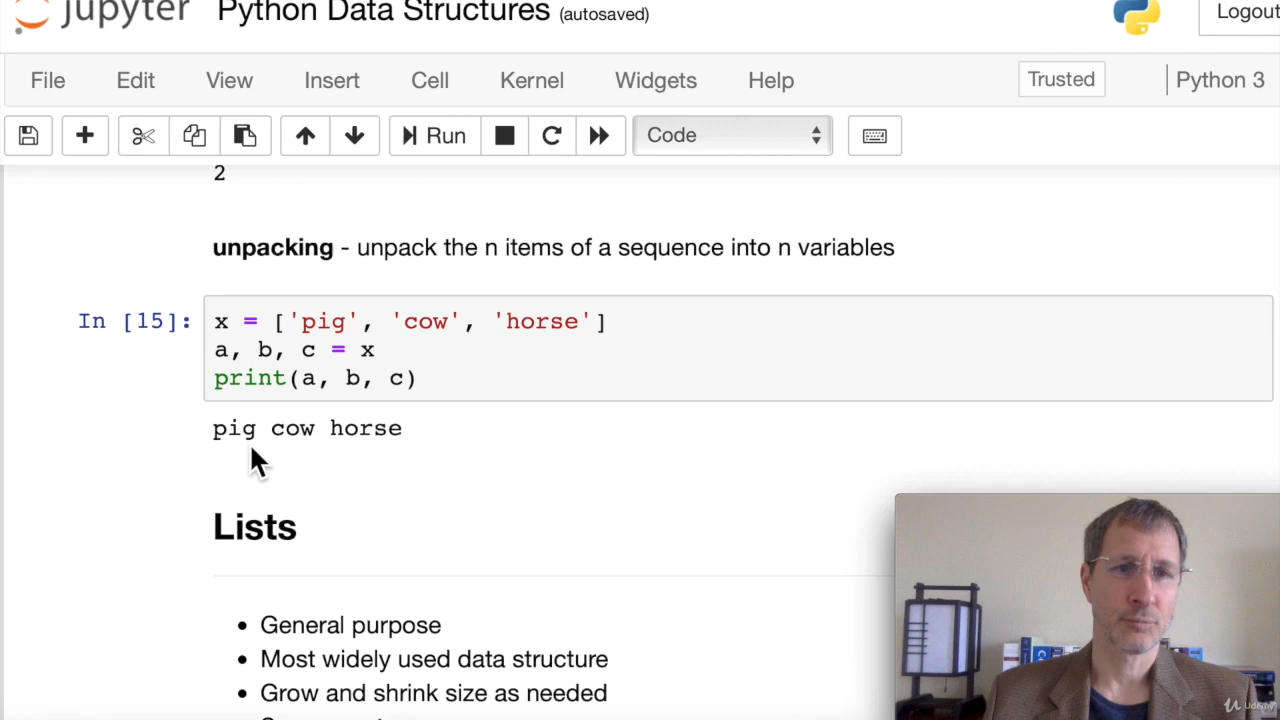 jupyter Python Data Structures (autosaved) Logout
File Edit View Insert Cell Kernel Widgets Help Trusted Python 3
Run Code
2
unpacking - unpack the n items of a sequence into n variables
In [15]: x = ['pig', 'cow', 'horse']
a, b, c = x
print(a, b, c)
pig cow horse
Lists
• General purpose
• Most widely used data structure
• Grow and shrink size as needed
Udemy